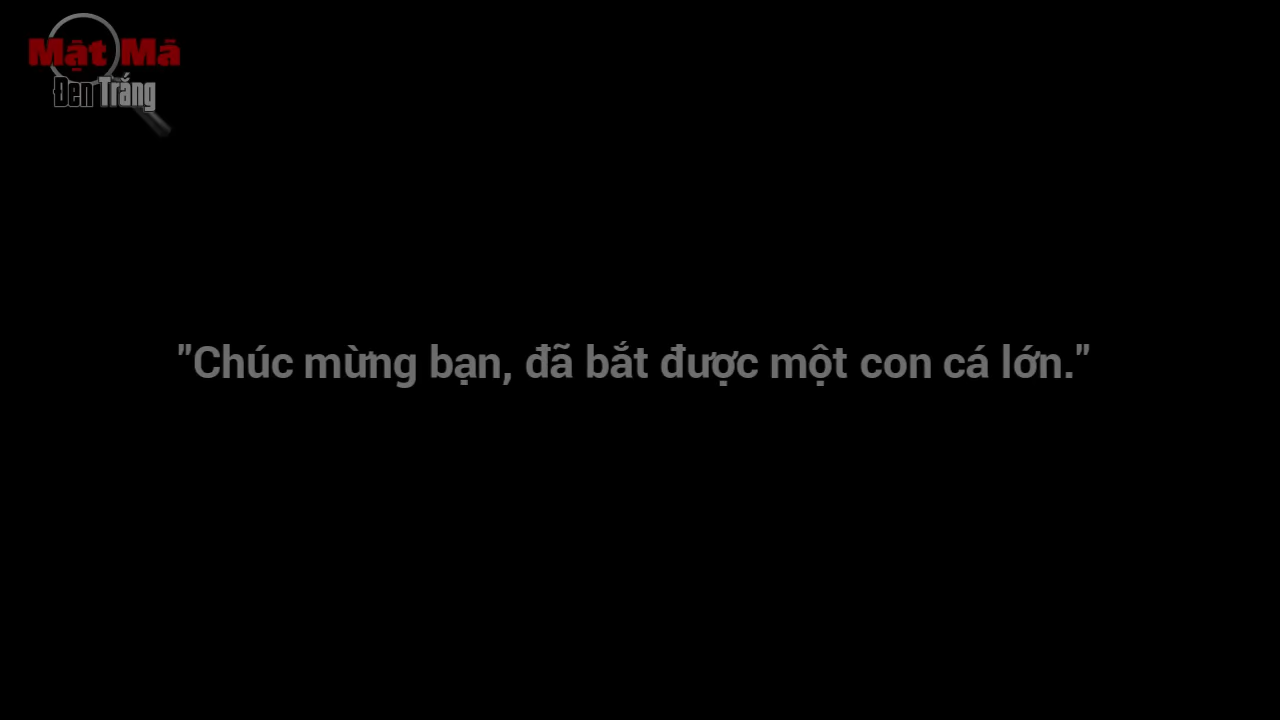 Mật Mã
Đen Trắng
"Chúc mừng bạn, đã bắt được một con cá lớn."